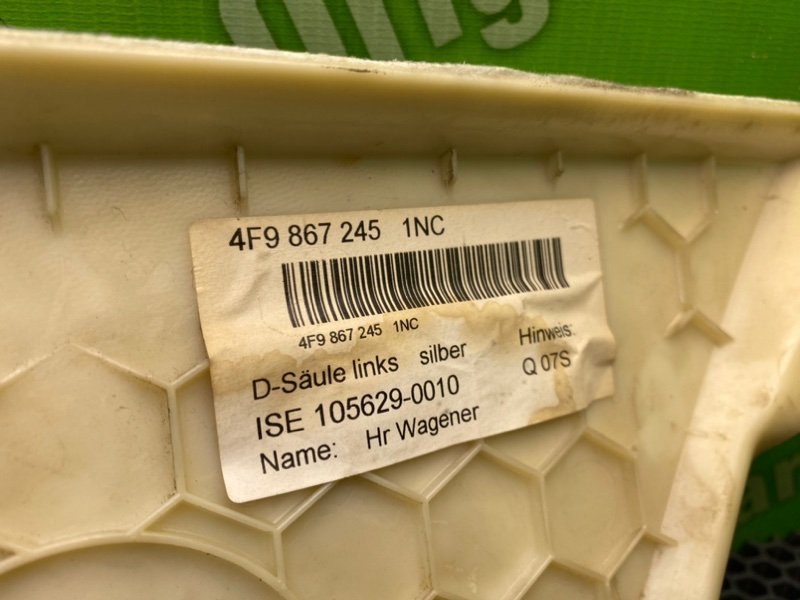 4F9 867 245 1NC
4F9 867 245 1NC
D-Säule links silber
Hinweis:
ISE 105629-0010
Q 07S
Name: Hr Wagener